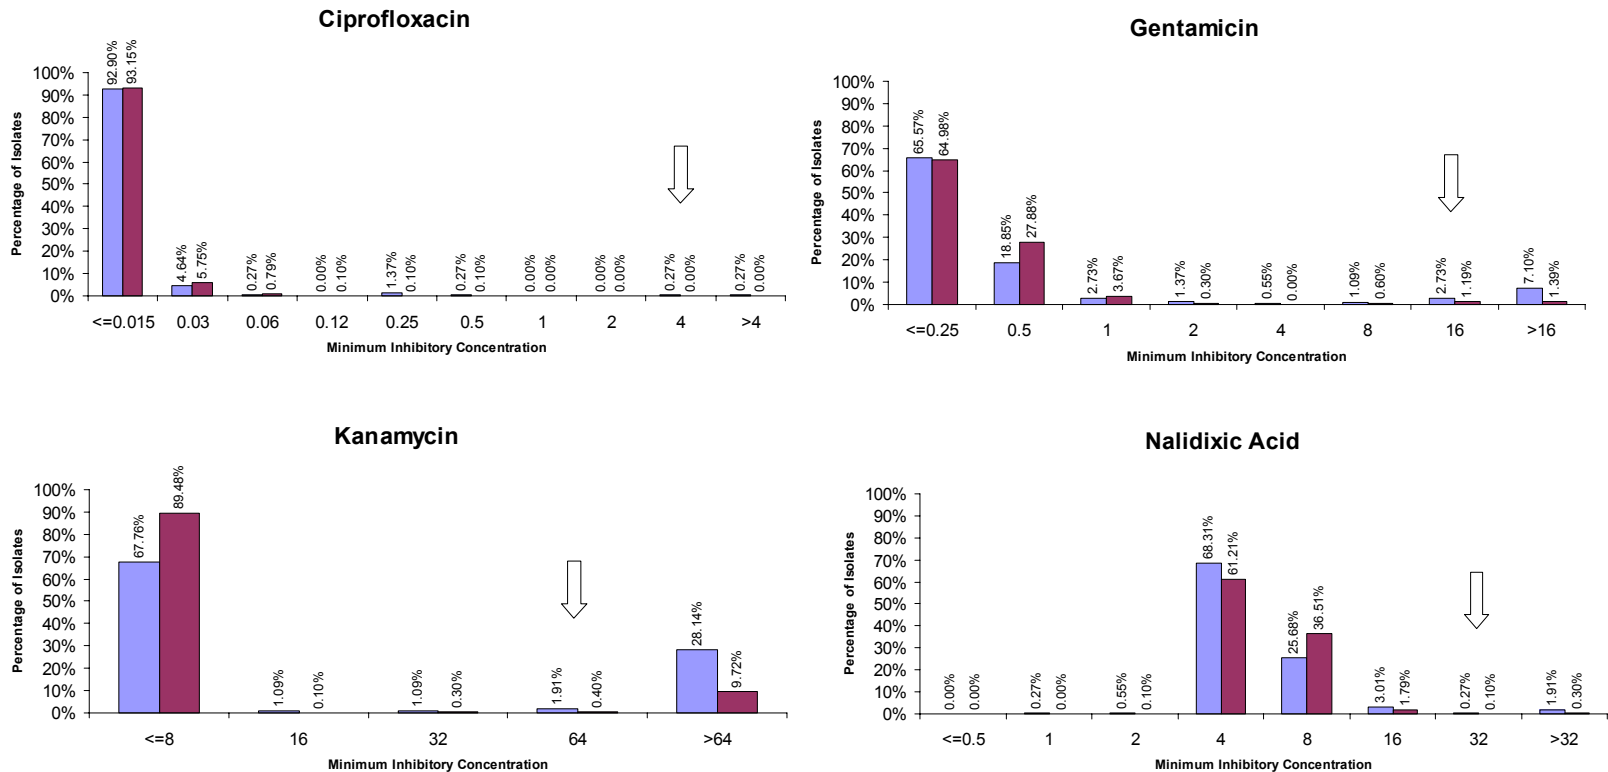 Ciprofloxacin
92.90% 93.15% 4.64% 5.75% 0.27% 0.79% 0.00% 0.10% 1.37% 0.10% 0.27% 0.10% 0.00% 0.00% 0.00% 0.00% 0.27% 0.00% 0.27% 0.00%
100%
90%
80%
70%
60%
50%
40%
30%
20%
10%
0%
Percentage of Isolates
<=0.015 0.03 0.06 0.12 0.25 0.5 1 2 4 >4
Minimum Inhibitory Concentration
Gentamicin
65.57% 64.98% 18.85% 27.88% 2.73% 3.67% 1.37% 0.30% 0.55% 0.00% 1.09% 0.60% 2.73% 1.19% 7.10% 1.39%
100%
90%
80%
70%
60%
50%
40%
30%
20%
10%
0%
Percentage of Isolates
<=0.25 0.5 1 2 4 8 16 >16
Minimum Inhibitory Concentration
Kanamycin
67.76% 89.48% 1.09% 0.10% 1.09% 0.30% 1.91% 0.40% 28.14% 9.72%
100%
90%
80%
70%
60%
50%
40%
30%
20%
10%
0%
Percentage of Isolates
<=8 16 32 64 >64
Minimum Inhibitory Concentration
Nalidixic Acid
0.00% 0.00% 0.27% 0.00% 0.55% 0.10% 68.31% 61.21% 25.68% 36.51% 3.01% 1.79% 0.27% 0.10% 1.91% 0.30%
100%
90%
80%
70%
60%
50%
40%
30%
20%
10%
0%
Percentage of Isolates
<=0.5 1 2 4 8 16 32 >32
Minimum Inhibitory Concentration